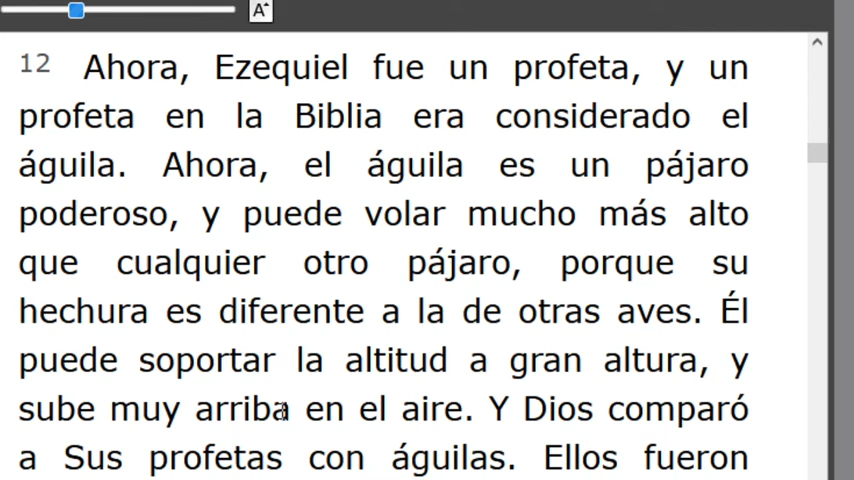 A
12 Ahora, Ezequiel fue un profeta, y un
profeta en la Biblia era considerado el
águila. Ahora, el águila es un pájaro
poderoso, y puede volar mucho más alto
que cualquier otro pájaro, porque su
hechura es diferente a la de otras aves. Él
puede soportar la altitud a gran altura, y
sube muy arriba en el aire. Y Dios comparó
a Sus profetas con águilas. Ellos fueron